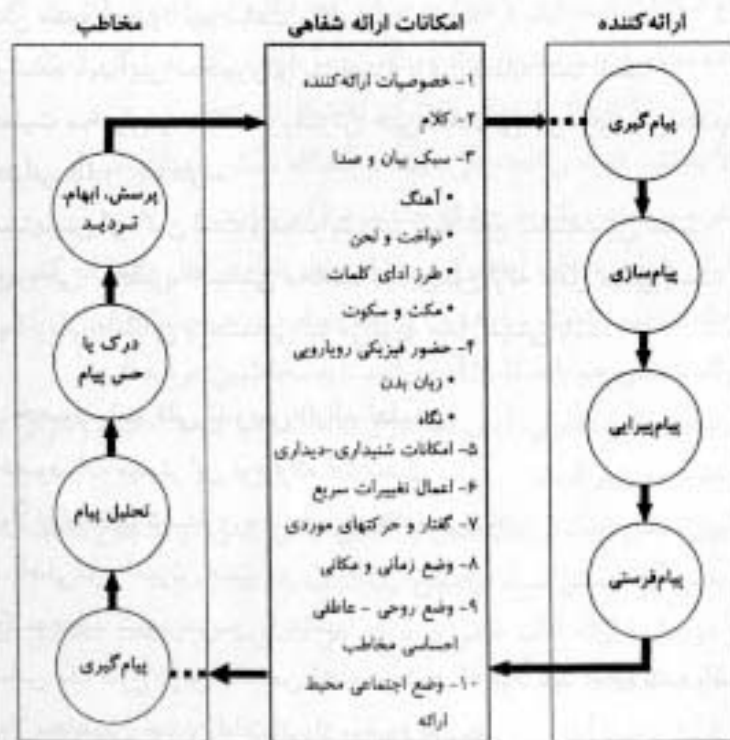 ارائه‌کننده
پیام‌گیری
پیام‌سازی
پیام‌پیرایی
پیام‌فرستی
امکانات ارائه شفاهی
۱- خصوصیات ارائه‌کننده
۲- کلام
۳- سبک بیان و صدا
• آهنگ
• نواخت و لحن
• طرز ادای کلمات
• مکث و سکوت
۴- حضور فیزیکی رویارویی
• زبان بدن
• نگاه
۵- امکانات شنیداری-دیداری
۶- اعمال تغییرات سریع
۷- گفتار و حرکتهای موردی
۸- وضع زمانی و مکانی
۹- وضع روحی - عاطفی
احساسی مخاطب
۱۰- وضع اجتماعی محیط
ارائه
مخاطب
پرسش، ابهام،
تردید
درک یا
حس پیام
تحلیل پیام
پیام‌گیری